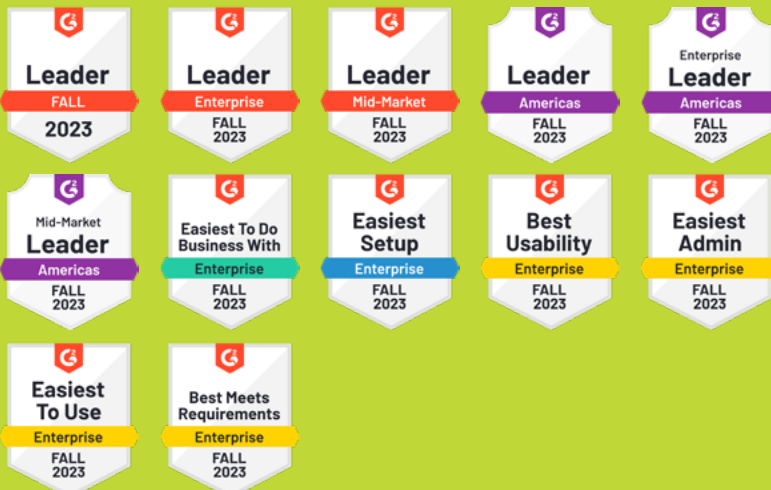 G2
Leader
FALL
2023
G2
Leader
Enterprise
FALL
2023
G2
Leader
Mid-Market
FALL
2023
G2
Leader
Americas
FALL
2023
G2
Enterprise
Leader
Americas
FALL
2023
G2
Mid-Market
Leader
Americas
FALL
2023
G2
Easiest To Do
Business With
Enterprise
FALL
2023
G2
Easiest
Setup
Enterprise
FALL
2023
G2
Best
Usability
Enterprise
FALL
2023
G2
Easiest
Admin
Enterprise
FALL
2023
G2
Easiest
To Use
Enterprise
FALL
2023
G2
Best Meets
Requirements
Enterprise
FALL
2023